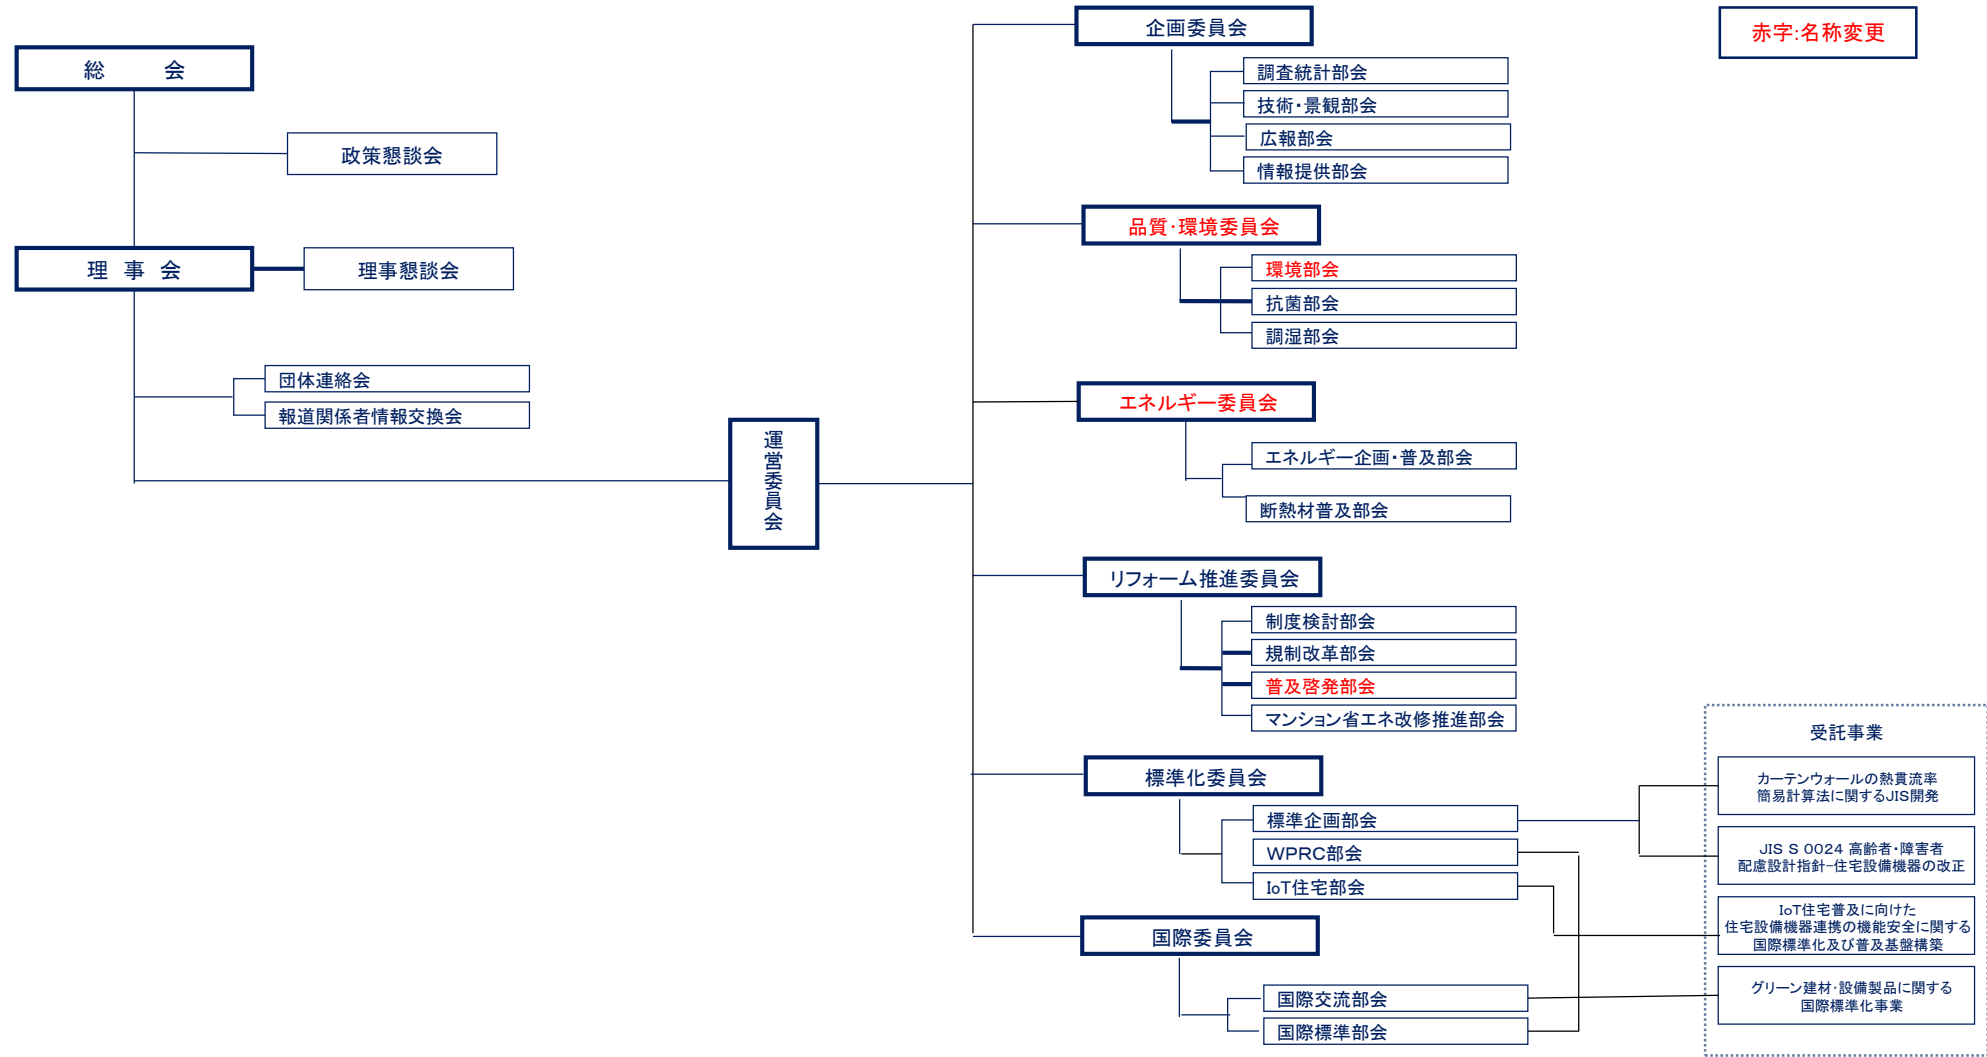 総　会
政策懇談会
理 事 会
理事懇談会
団体連絡会
報道関係者情報交換会
運営委員会
企画委員会
調査統計部会
技術・景観部会
広報部会
情報提供部会
品質・環境委員会
環境部会
抗菌部会
調湿部会
エネルギー委員会
エネルギー企画・普及部会
断熱材普及部会
リフォーム推進委員会
制度検討部会
規制改革部会
普及啓発部会
マンション省エネ改修推進部会
標準化委員会
標準企画部会
WPRC部会
IoT住宅部会
国際委員会
国際交流部会
国際標準部会
赤字:名称変更
受託事業
カーテンウォールの熱貫流率
簡易計算法に関するJIS開発
JIS S 0024 高齢者・障害者
配慮設計指針−住宅設備機器の改正
IoT住宅普及に向けた
住宅設備機器連携の機能安全に関する
国際標準化及び普及基盤構築
グリーン建材・設備製品に関する
国際標準化事業